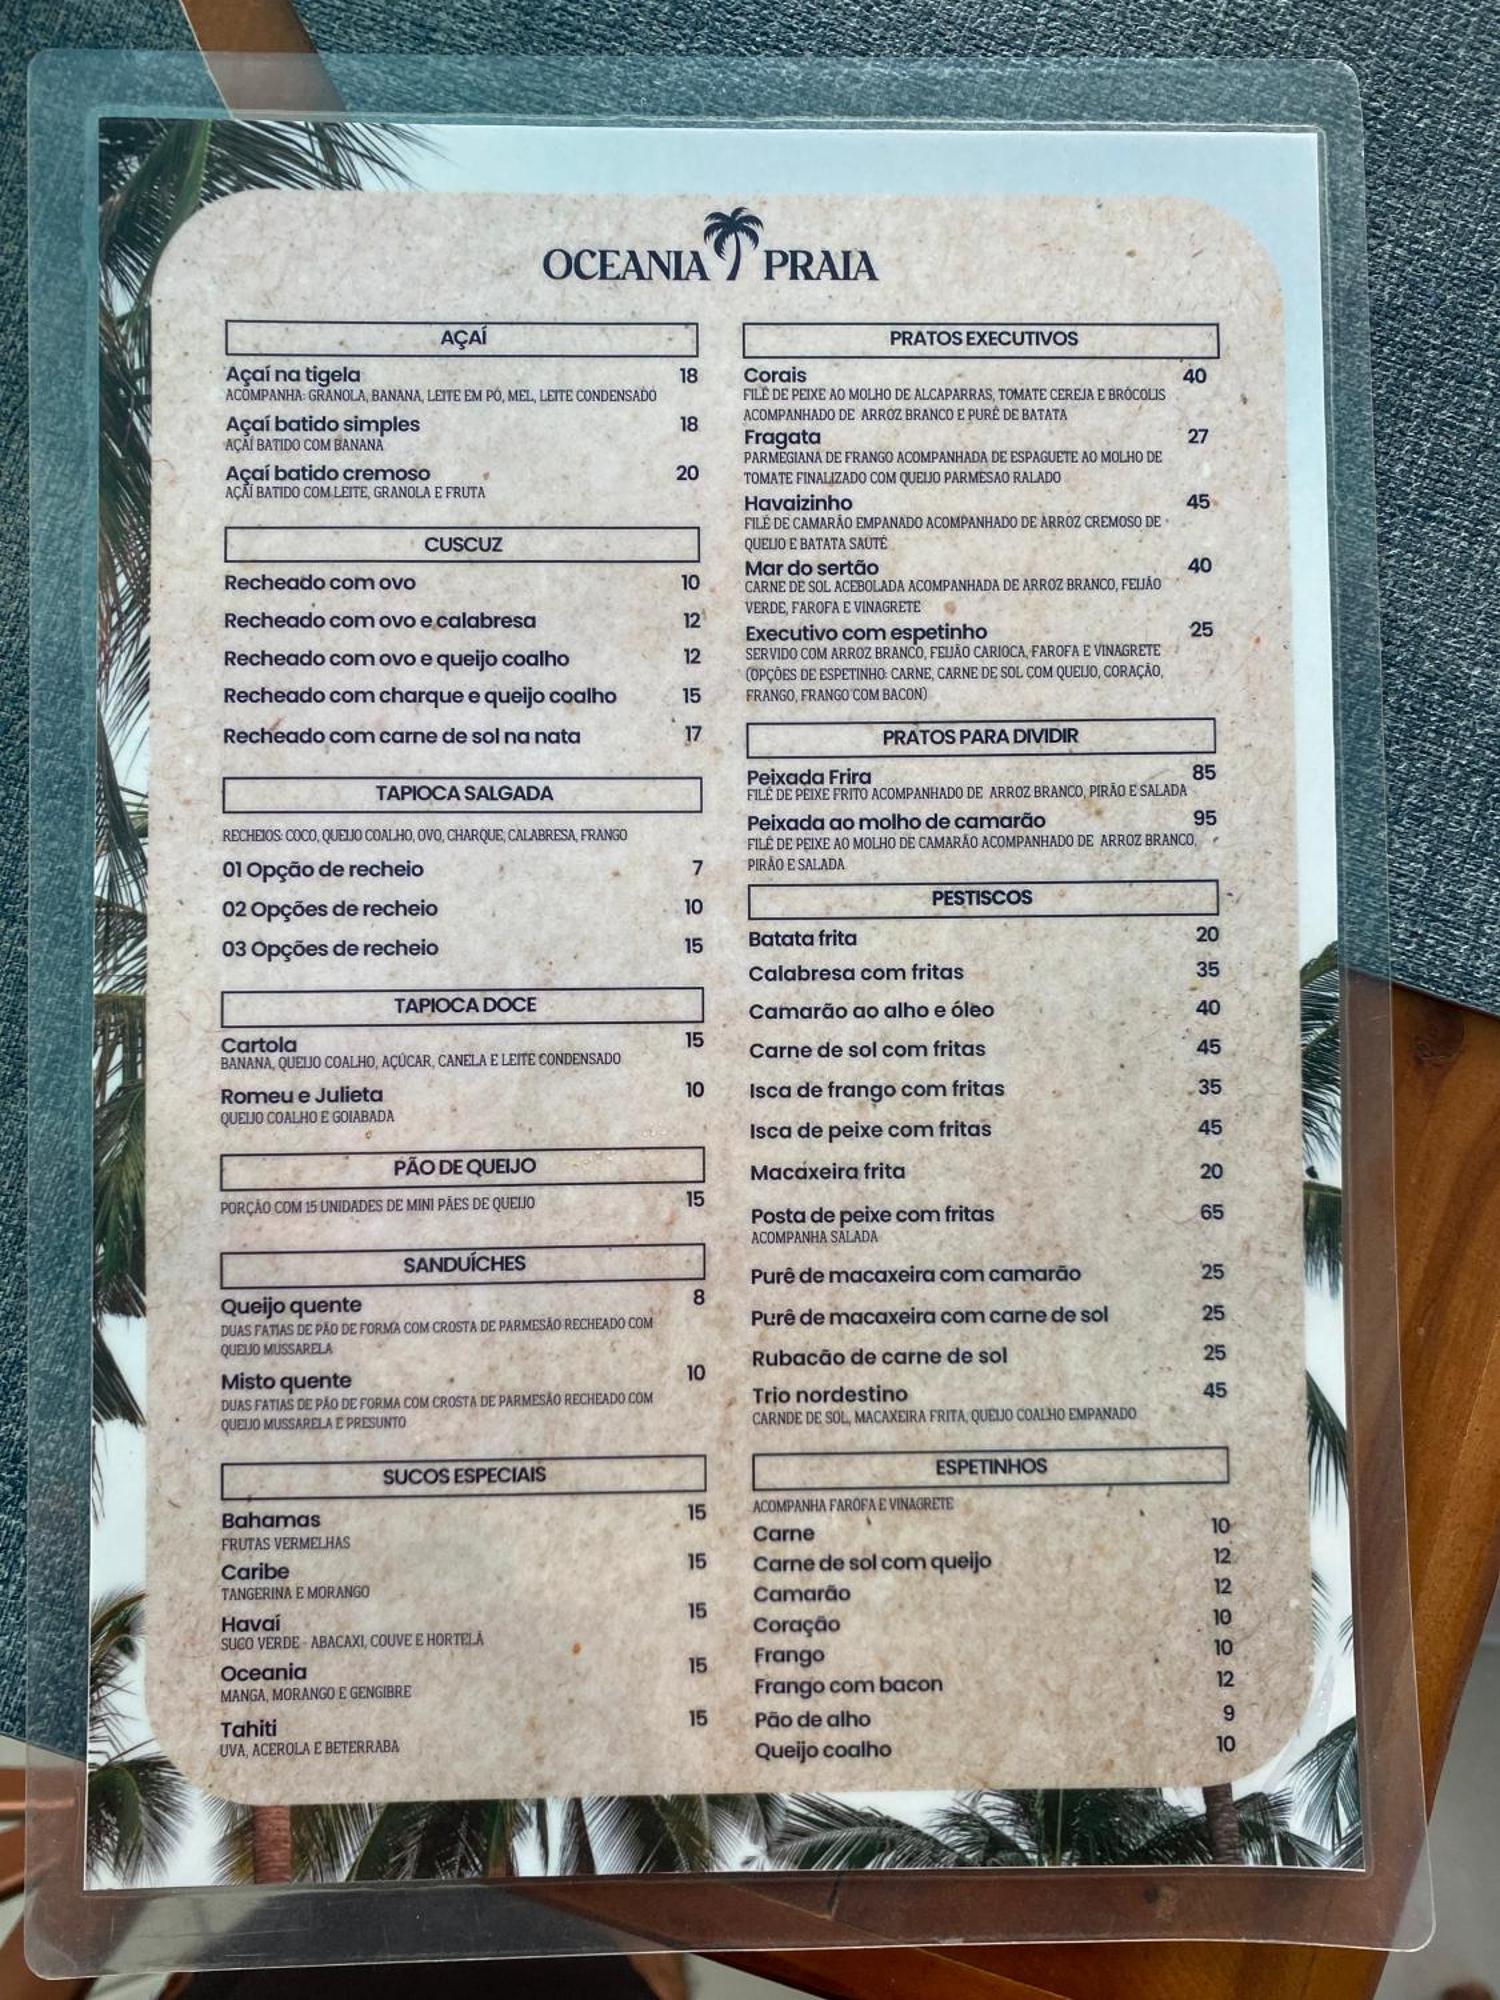 OCEANIA PRAIA
AÇAÍ
Açaí na tigela 18
ACOMPANHA: GRANOLA, BANANA, LEITE EM PÓ, MEL, LEITE CONDENSADO
Açaí batido simples 18
AÇAÍ BATIDO COM BANANA
Açaí batido cremoso 20
AÇAÍ BATIDO COM LEITE, GRANOLA E FRUTA
CUSCUZ
Recheado com ovo 10
Recheado com ovo e calabresa 12
Recheado com ovo e queijo coalho 12
Recheado com charque e queijo coalho 15
Recheado com carne de sol na nata 17
TAPIOCA SALGADA
RECHEIOS: COCO, QUEIJO COALHO, OVO, CHARQUE, CALABRESA, FRANGO
01 Opção de recheio 7
02 Opções de recheio 10
03 Opções de recheio 15
TAPIOCA DOCE
Cartola 15
BANANA, QUEIJO COALHO, AÇÚCAR, CANELA E LEITE CONDENSADO
Romeu e Julieta 10
QUEIJO COALHO E GOIABADA
PÃO DE QUEIJO
PORÇÃO COM 15 UNIDADES DE MINI PÃES DE QUEIJO 15
SANDUÍCHES
Queijo quente 8
DUAS FATIAS DE PÃO DE FORMA COM CROSTA DE PARMESÃO RECHEADO COM
QUEIJO MUSSARELA
Misto quente 10
DUAS FATIAS DE PÃO DE FORMA COM CROSTA DE PARMESÃO RECHEADO COM
QUEIJO MUSSARELA E PRESUNTO
SUCOS ESPECIAIS
Bahamas 15
FRUTAS VERMELHAS
Caribe 15
TANGERINA E MORANGO
Havaí 15
SUCO VERDE - ABACAXI, COUVE E HORTELÃ
Oceania 15
MANGA, MORANGO E GENGIBRE
Tahiti 15
UVA, ACEROLA E BETERRABA
PRATOS EXECUTIVOS
Corais 40
FILÉ DE PEIXE AO MOLHO DE ALCAPARRAS, TOMATE CEREJA E BRÓCOLIS
ACOMPANHADO DE ARROZ BRANCO E PURÊ DE BATATA
Fragata 27
PARMEGIANA DE FRANGO ACOMPANHADA DE ESPAGUETE AO MOLHO DE
TOMATE FINALIZADO COM QUEIJO PARMESAO RALADO
Havaizinho 45
FILÉ DE CAMARÃO EMPANADO ACOMPANHADO DE ARROZ CREMOSO DE
QUEIJO E BATATA SAUTÉ
Mar do sertão 40
CARNE DE SOL ACEBOLADA ACOMPANHADA DE ARROZ BRANCO, FEIJÃO
VERDE, FAROFA E VINAGRETE
Executivo com espetinho 25
SERVIDO COM ARROZ BRANCO, FEIJÃO CARIOCA, FAROFA E VINAGRETE
(OPÇÕES DE ESPETINHO: CARNE, CARNE DE SOL COM QUEIJO, CORAÇÃO,
FRANGO, FRANGO COM BACON)
PRATOS PARA DIVIDIR
Peixada Frira 85
FILÉ DE PEIXE FRITO ACOMPANHADO DE ARROZ BRANCO, PIRÃO E SALADA
Peixada ao molho de camarão 95
FILÉ DE PEIXE AO MOLHO DE CAMARÃO ACOMPANHADO DE ARROZ BRANCO,
PIRÃO E SALADA
PESTISCOS
Batata frita 20
Calabresa com fritas 35
Camarão ao alho e óleo 40
Carne de sol com fritas 45
Isca de frango com fritas 35
Isca de peixe com fritas 45
Macaxeira frita 20
Posta de peixe com fritas 65
ACOMPANHA SALADA
Purê de macaxeira com camarão 25
Purê de macaxeira com carne de sol 25
Rubacão de carne de sol 25
Trio nordestino 45
CARNDE DE SOL, MACAXEIRA FRITA, QUEIJO COALHO EMPANADO
ESPETINHOS
ACOMPANHA FAROFA E VINAGRETE
Carne 10
Carne de sol com queijo 12
Camarão 12
Coração 10
Frango 10
Frango com bacon 12
Pão de alho 9
Queijo coalho 10